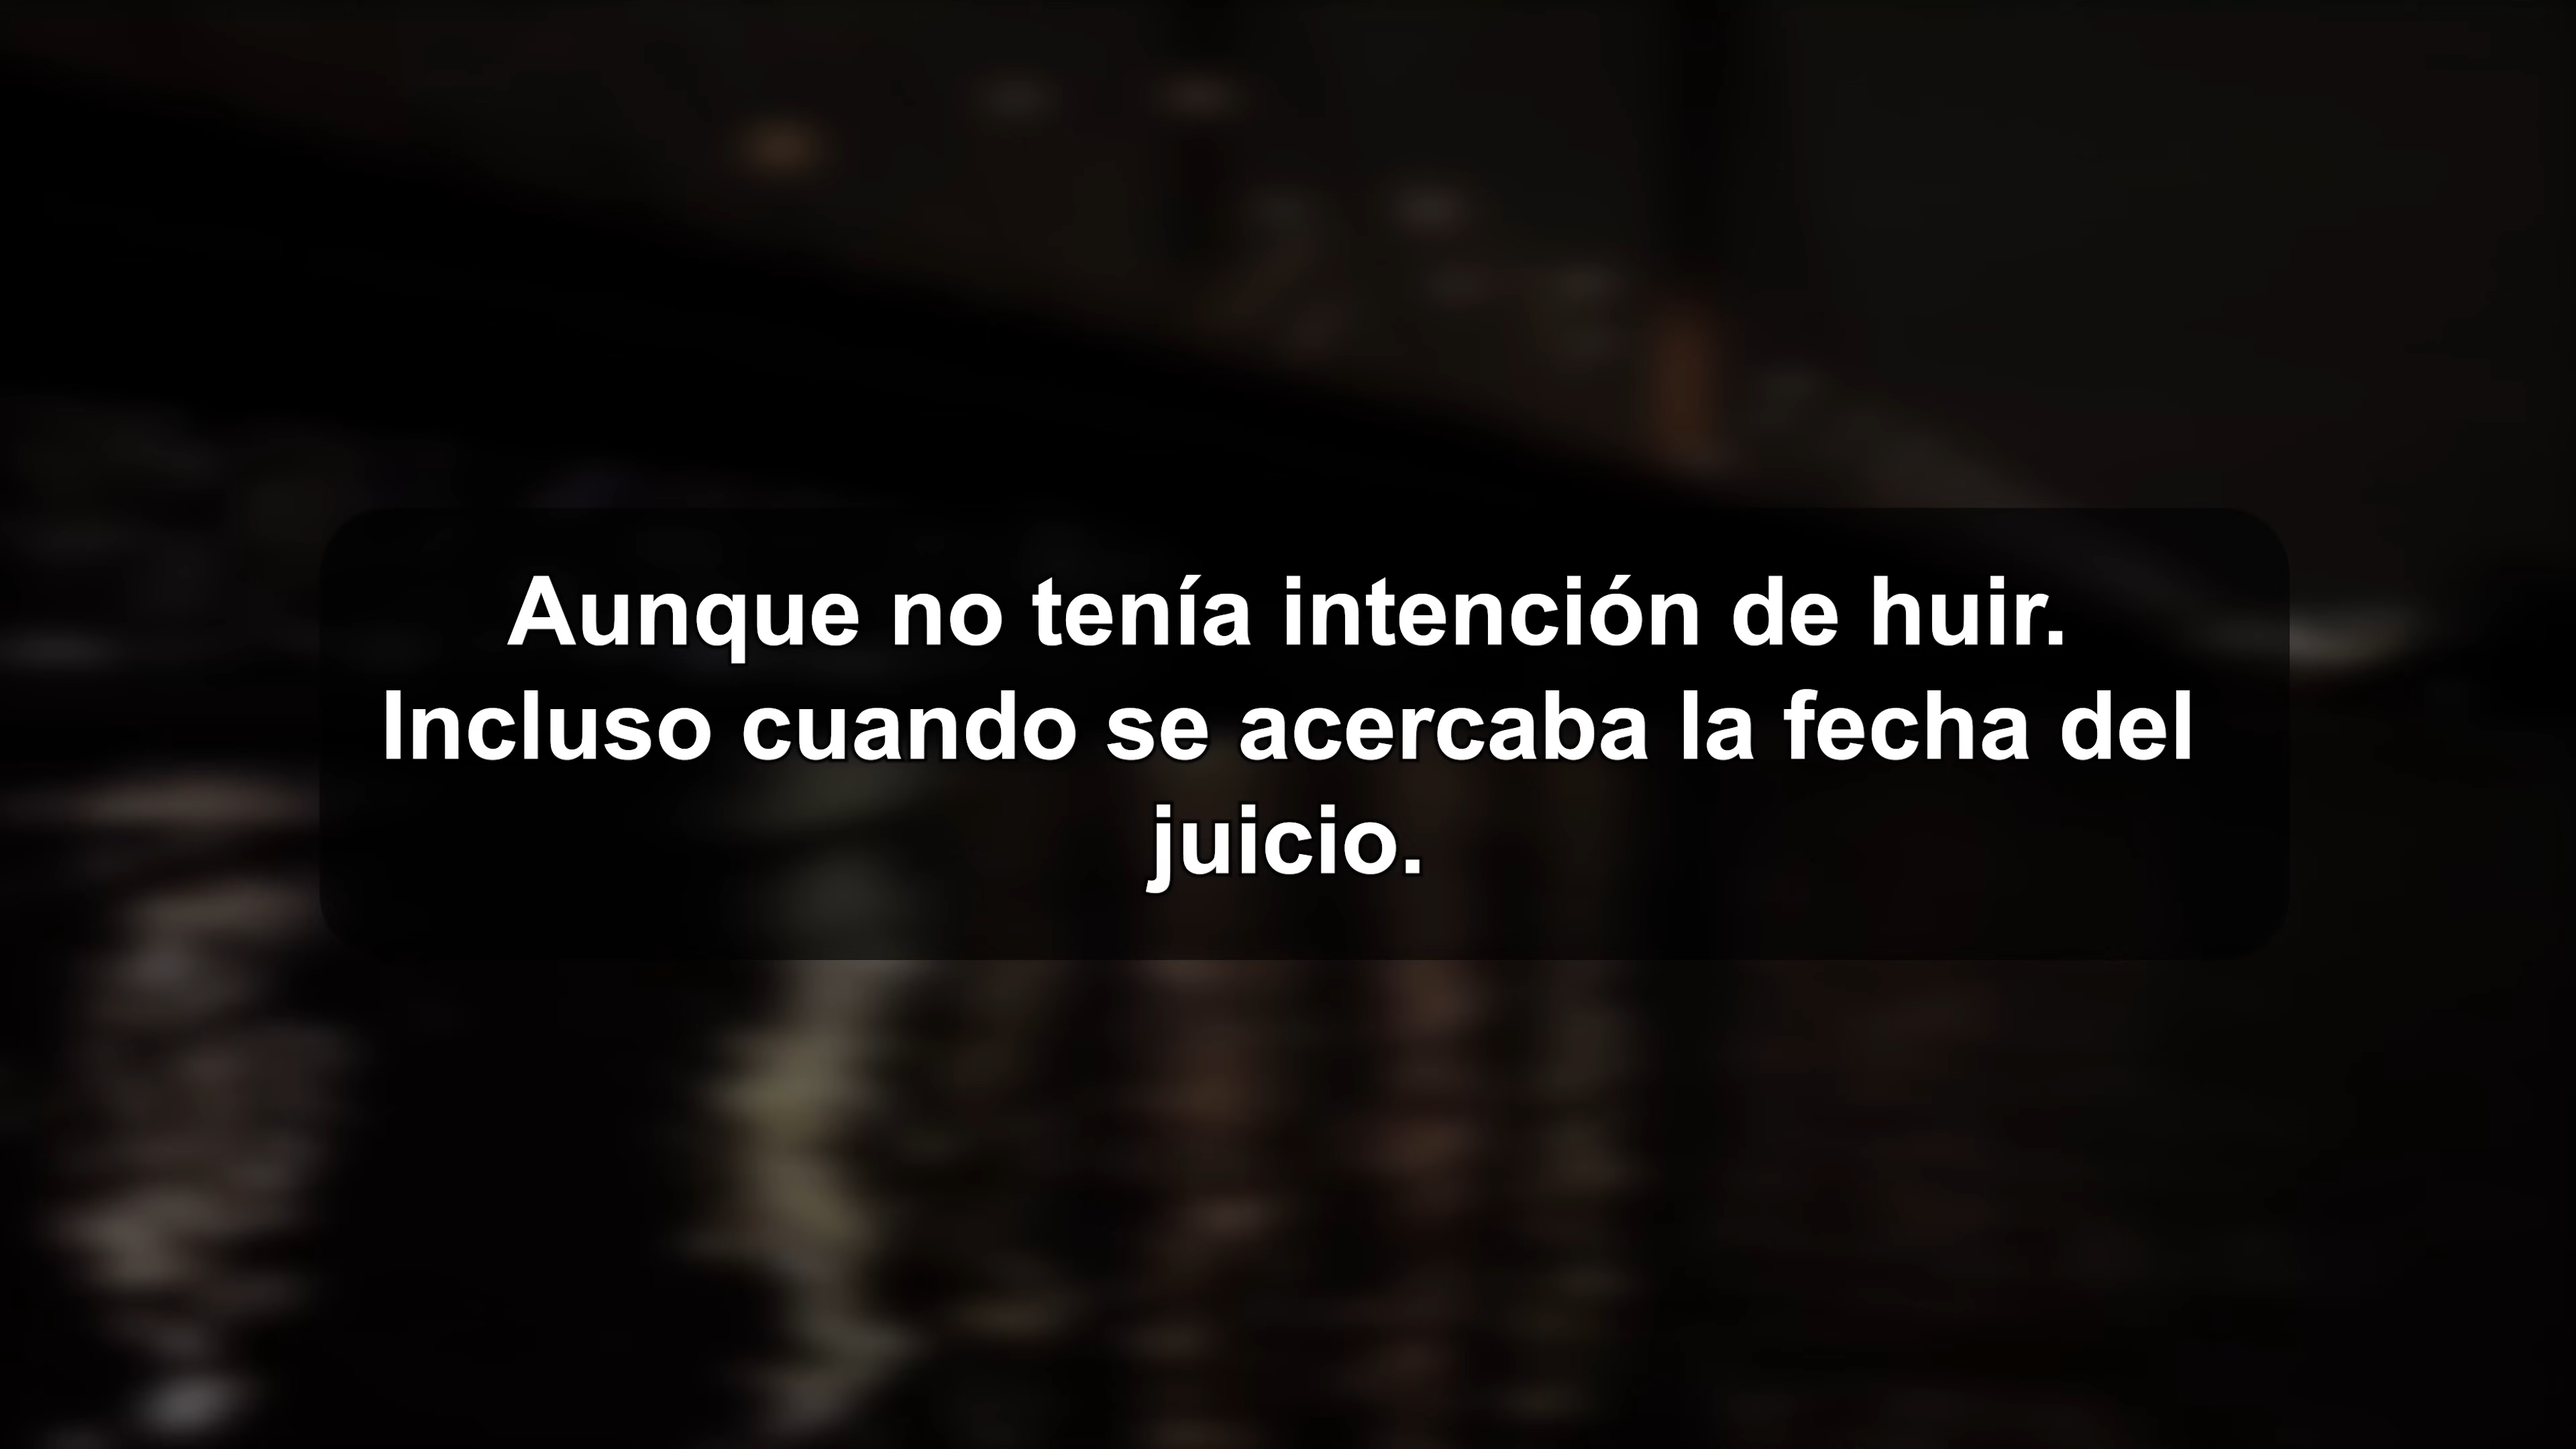 Aunque no tenía intención de huir.
Incluso cuando se acercaba la fecha del
juicio.